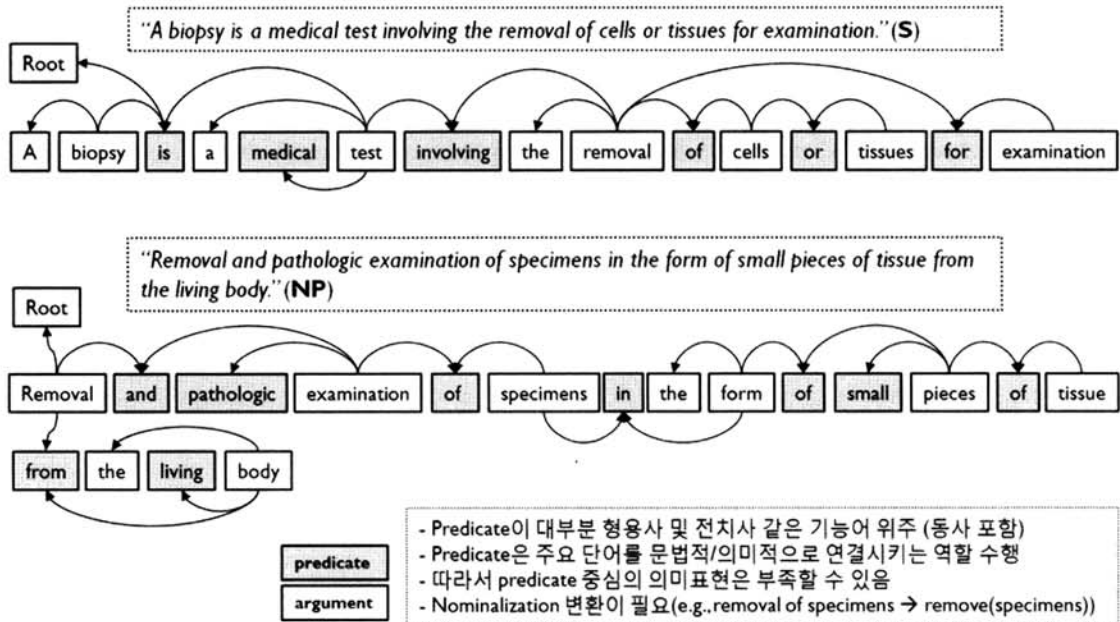 “A biopsy is a medical test involving the removal of cells or tissues for examination.” (S)
Root
A biopsy is a medical test involving the removal of cells or tissues for examination
“Removal and pathologic examination of specimens in the form of small pieces of tissue from
the living body.” (NP)
Root
Removal and pathologic examination of specimens in the form of small pieces of tissue
from the living body
predicate
argument
- Predicate이 대부분 형용사 및 전치사 같은 기능어 위주 (동사 포함)
- Predicate은 주요 단어를 문법적/의미적으로 연결시키는 역할 수행
- 따라서 predicate 중심의 의미표현은 부족할 수 있음
- Nominalization 변환이 필요(e.g., removal of specimens → remove(specimens))